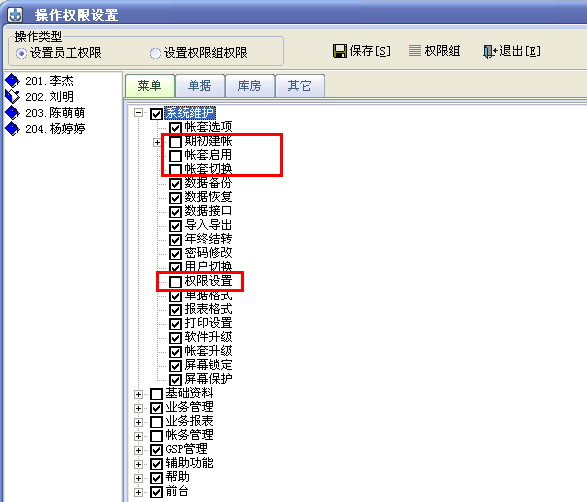 操作权限设置
操作类型
设置员工权限 设置权限组权限 保存[S] 权限组 退出[E]
201.李杰
202.刘明
203.陈萌萌
204.杨婷婷
菜单 单据 库房 其它
系统维护
帐套选项
期初建帐
帐套启用
帐套切换
数据备份
数据恢复
数据接口
导入导出
年终结转
密码修改
用户切换
权限设置
单据格式
报表格式
打印设置
软件升级
帐套升级
屏幕锁定
屏幕保护
基础资料
业务管理
业务报表
帐务管理
GSP管理
辅助功能
帮助
前台